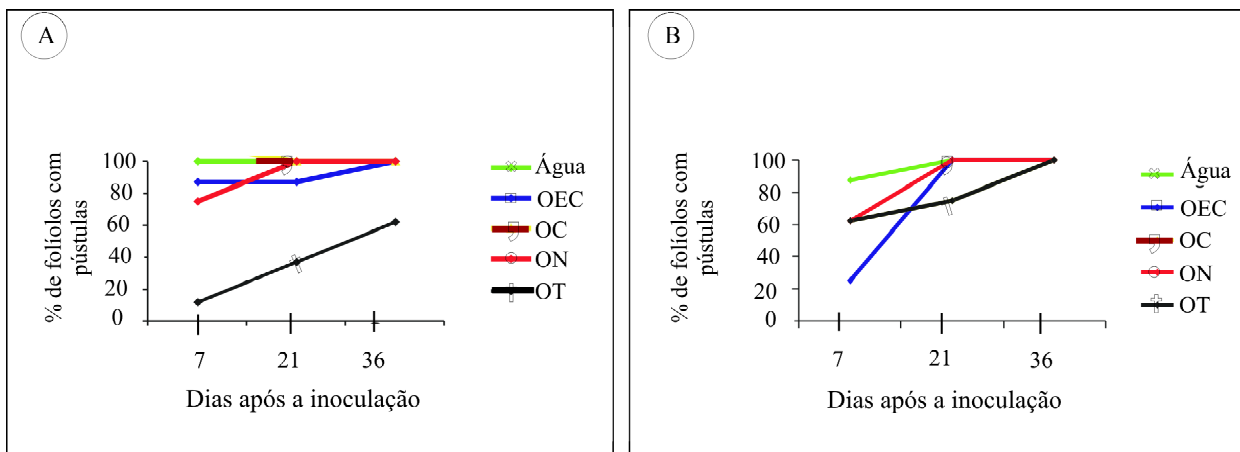 A
% de folíolos com
pústulas
100
80
60
40
20
0
7
21
36
Dias após a inoculação
Água
OEC
OC
ON
OT
B
% de folíolos com
pústulas
100
80
60
40
20
0
7
21
36
Dias após a inoculação
Água
OEC
OC
ON
OT